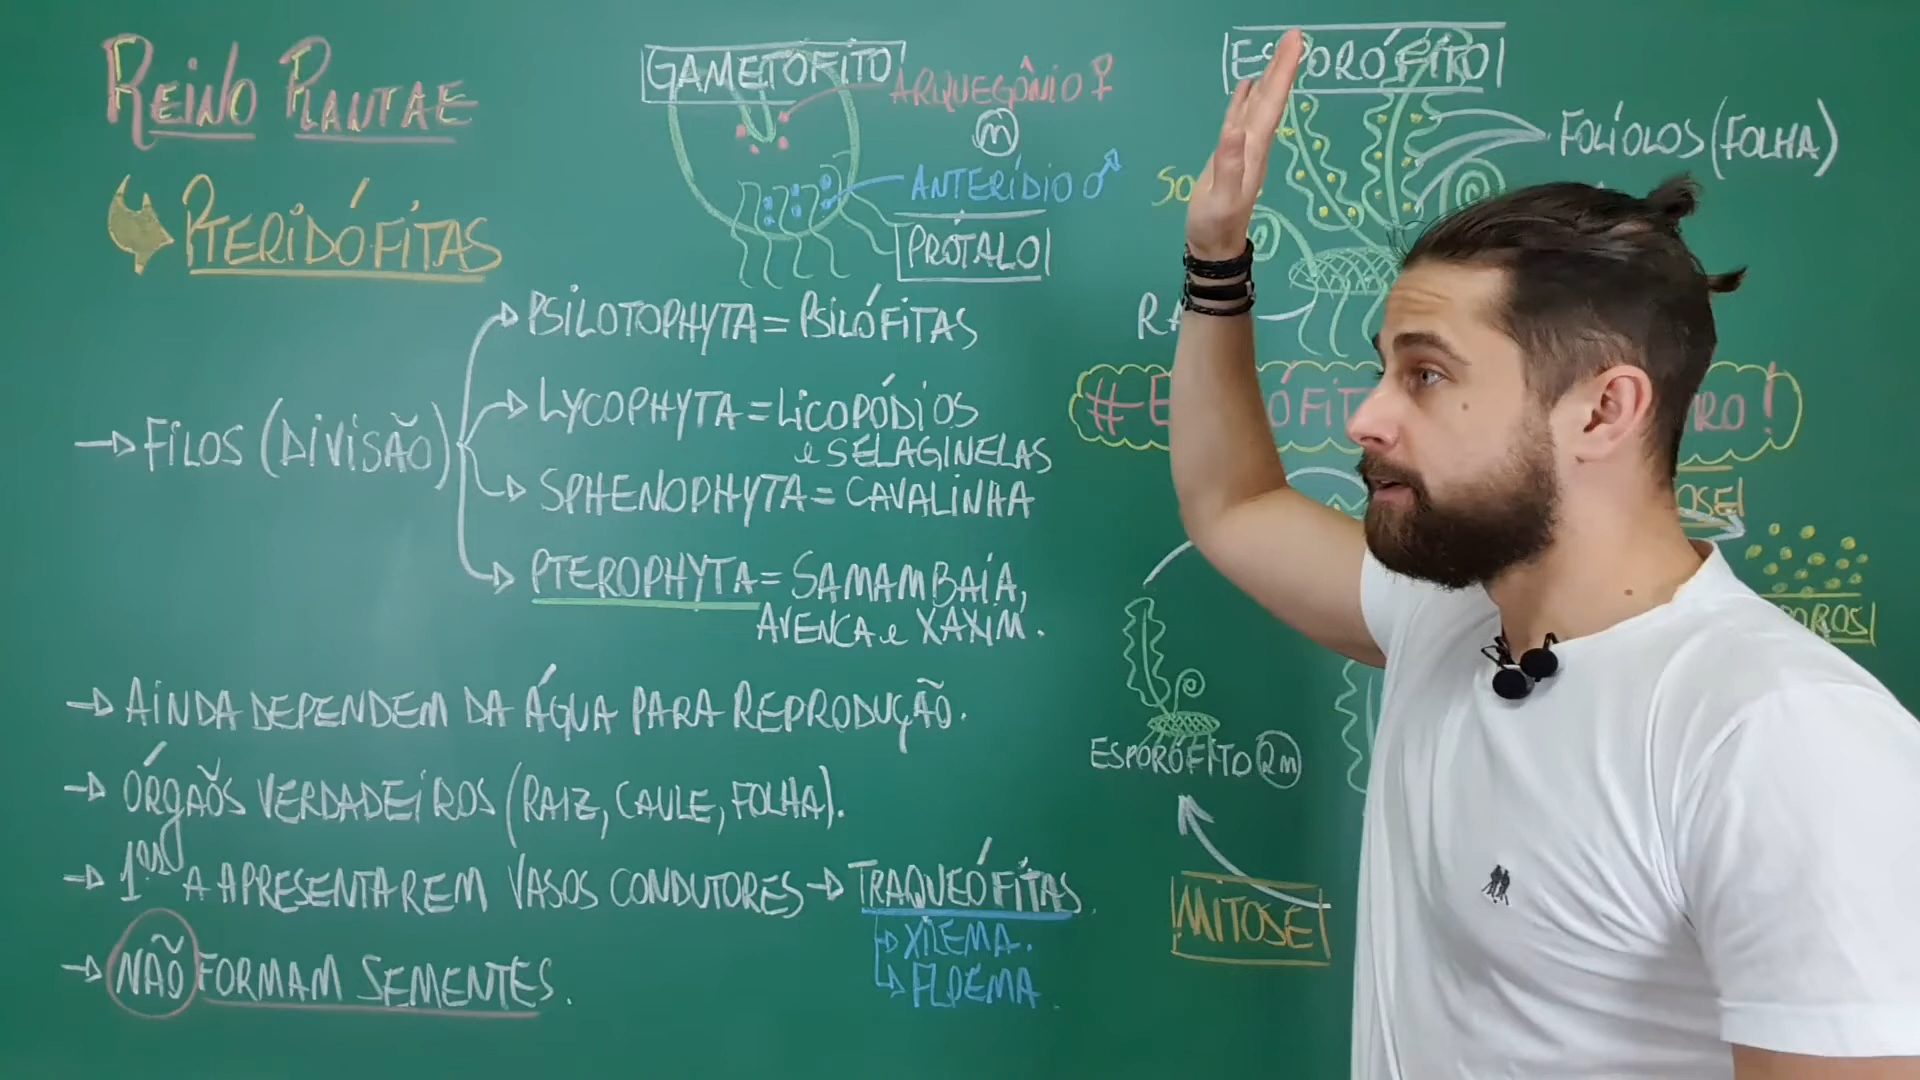 REINO PLANTAE
PTERIDÓFITAS
GAMETÓFITO
ARQUEGÔNIO ♀
n
ANTERÍDIO ♂
PRÓTALO
ESPORÓFITO
FOLÍOLOS (FOLHA)
FILOS (DIVISÃO)
PSILOTOPHYTA = PSILÓFITAS
LYCOPHYTA = LICOPÓDIOS
e SELAGINELAS
SPHENOPHYTA = CAVALINHA
PTEROPHYTA = SAMAMBAIA,
AVENCA e XAXIM.
AINDA DEPENDEM DA ÁGUA PARA REPRODUÇÃO.
ÓRGAÕS VERDADEIROS (RAIZ, CAULE, FOLHA).
1ᵒˢ A APRESENTAREM VASOS CONDUTORES → TRAQUEÓFITAS.
XILEMA.
FLOEMA.
NÃO FORMAM SEMENTES.
ESPORÓFITO 2n
MITOSE